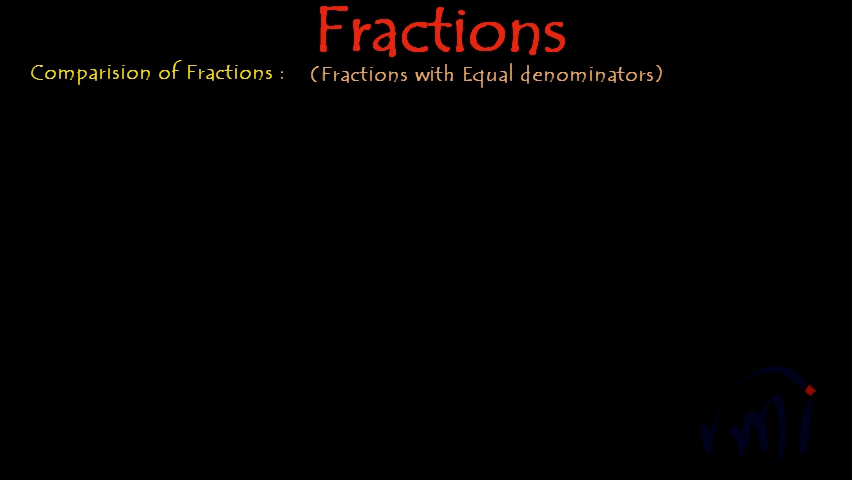 Fractions
Comparision of Fractions : (Fractions with Equal denominators)